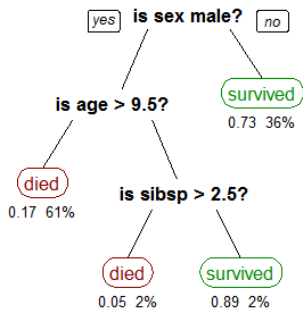 yes is sex male? no
survived
0.73 36%
is age > 9.5?
died
0.17 61%
is sibsp > 2.5?
died survived
0.05 2% 0.89 2%